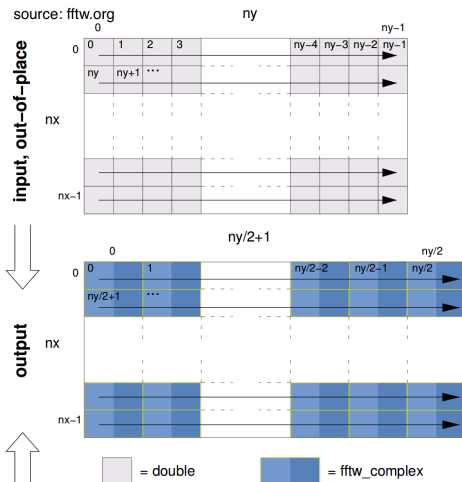 source: fftw.org
ny
0
ny−1
0
0 1 2 3 ny−4 ny−3 ny−2 ny−1
ny ny+1 ···
input, out-of-place
nx
nx−1
ny/2+1
0
ny/2
0
0 1 ny/2−2 ny/2−1 ny/2
ny/2+1 ···
output
nx
nx−1
= double
= fftw_complex